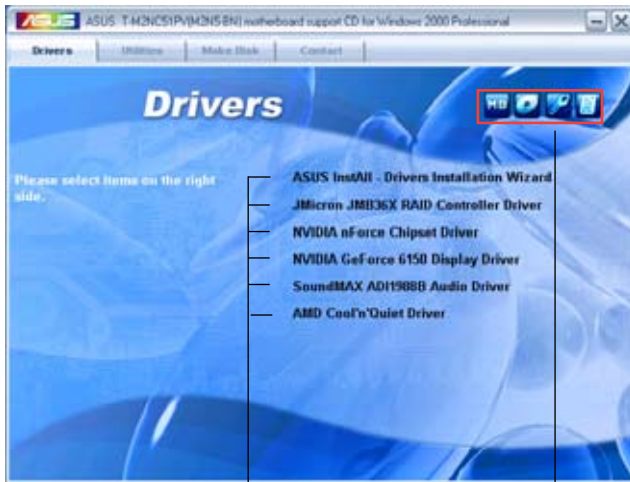 ASUS ASUS T-M2NC51PV(M2NS-BN) motherboard support CD for Windows 2000 Professional
Drivers Utilities Make Disk Contact
Drivers
Please select items on the right side.
ASUS InstAll - Drivers Installation Wizard
JMicron JMB36X RAID Controller Driver
NVIDIA nForce Chipset Driver
NVIDIA GeForce 6150 Display Driver
SoundMAX ADI1988B Audio Driver
AMD Cool'n'Quiet Driver